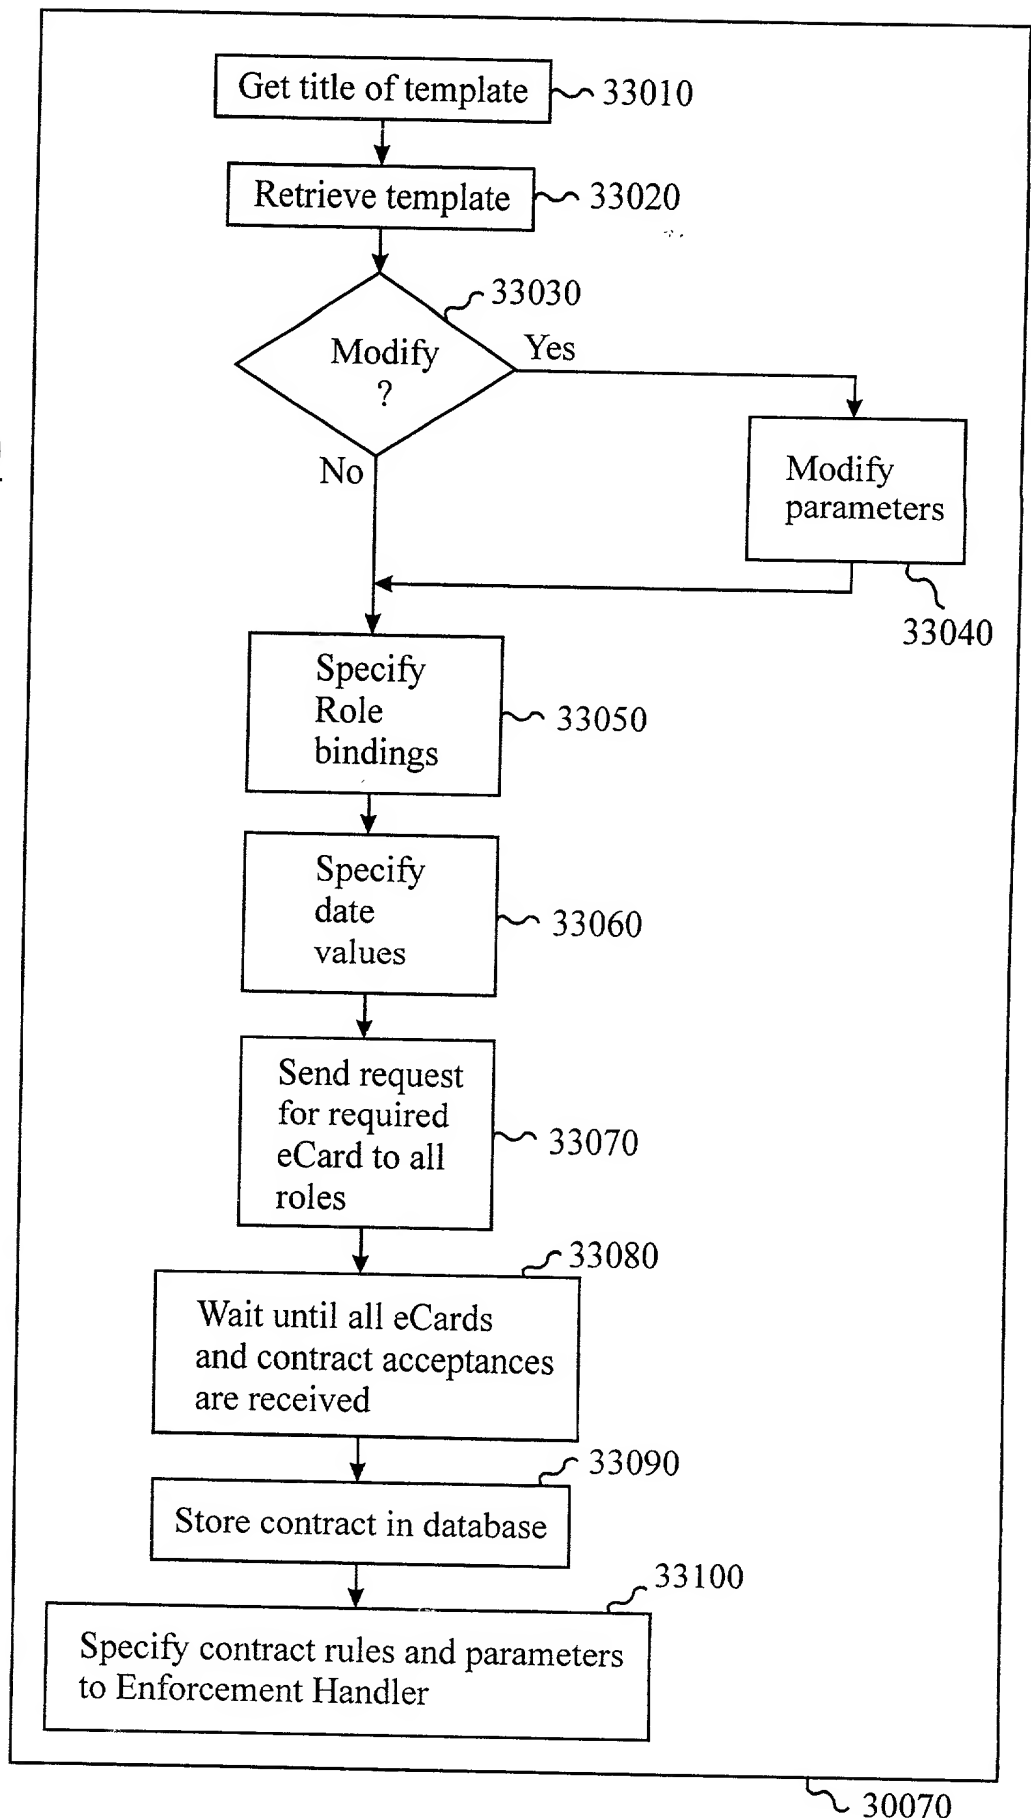 Get title of template
33010
Retrieve template
33020
33030
Modify
?
Yes
No
Modify
parameters
33040
Specify
Role
bindings
33050
Specify
date
values
33060
Send request
for required
eCard to all
roles
33070
33080
Wait until all eCards
and contract acceptances
are received
33090
Store contract in database
33100
Specify contract rules and parameters
to Enforcement Handler
30070